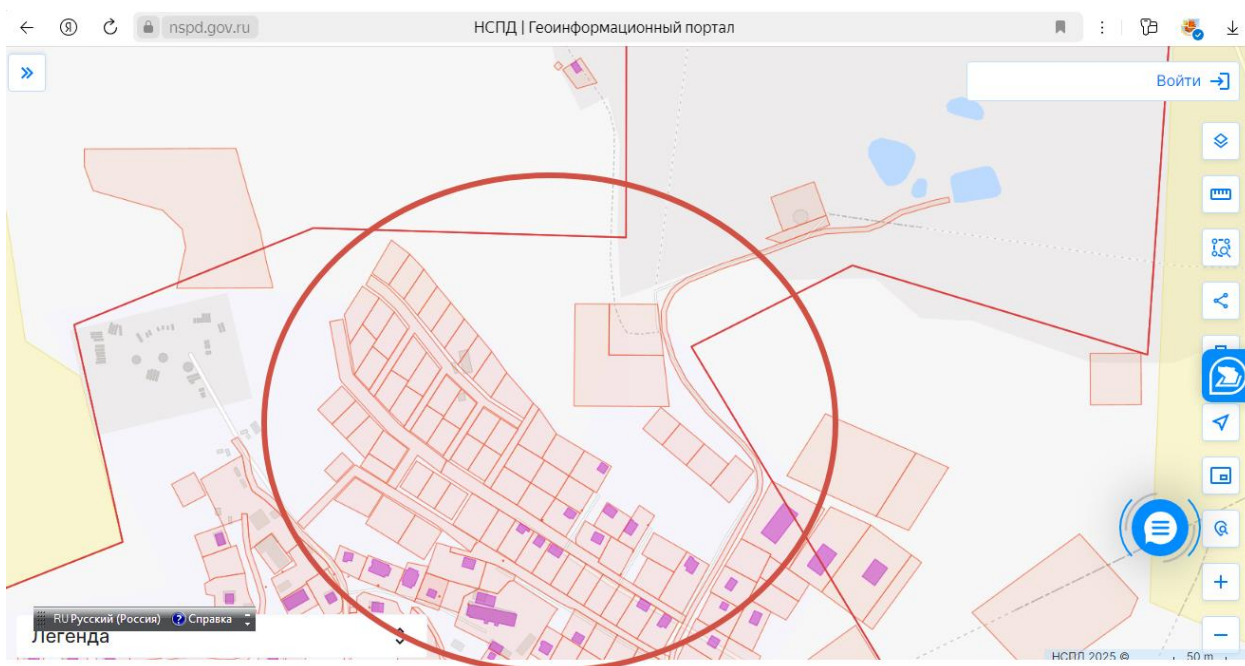 nspd.gov.ru
НСПД | Геоинформационный портал
Войти
RU Русский (Россия) ? Справка
Легенда
НСПД 2025 © 50 m